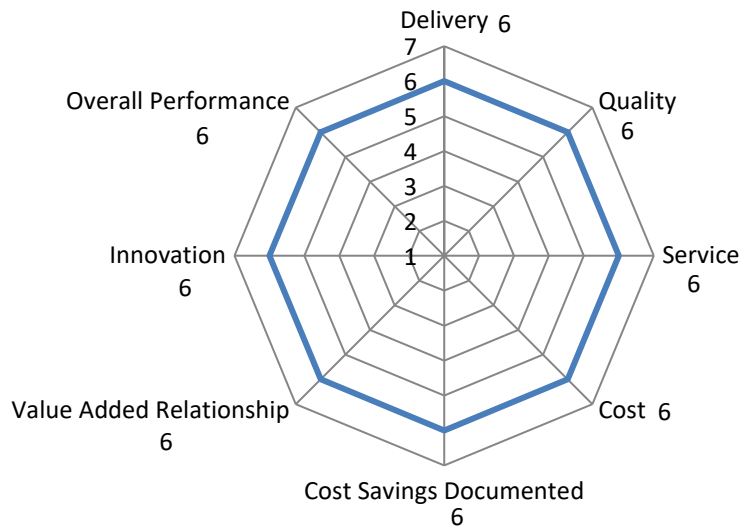 Delivery 6
7
6
5
4
3
2
1
Overall Performance
6
Quality
6
Innovation
6
Service
6
Value Added Relationship
6
Cost 6
Cost Savings Documented
6